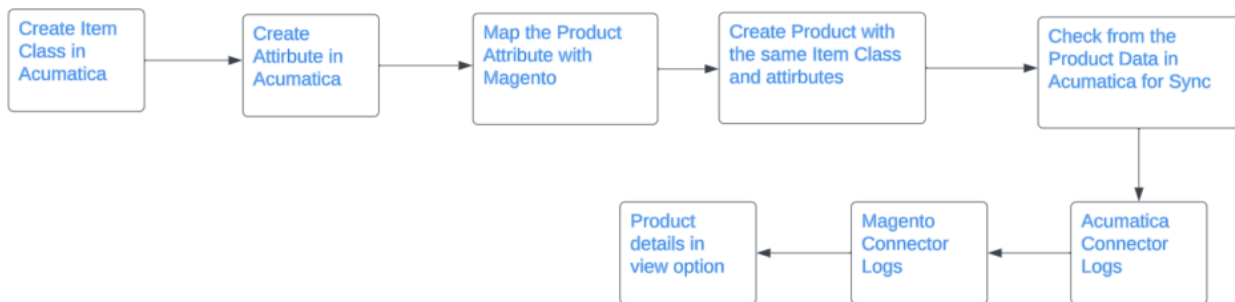 Create Item
Class in
Acumatica
Create
Attirbute in
Acumatica
Map the Product
Attribute with
Magento
Create Product with
the same Item Class
and attirbutes
Check from the
Product Data in
Acumatica for Sync
Acumatica
Connector
Logs
Magento
Connector
Logs
Product
details in
view option